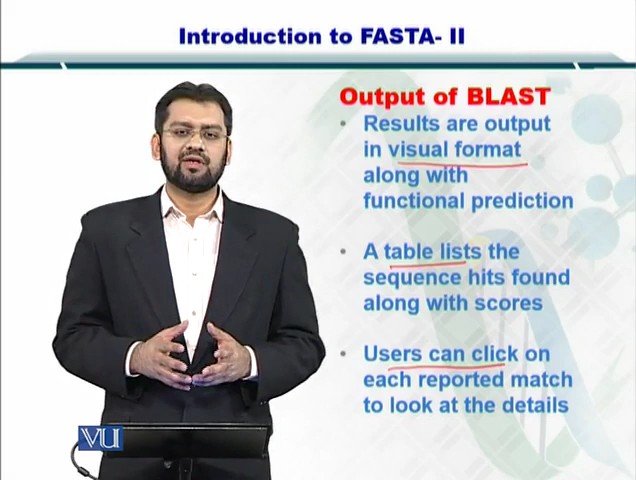 Introduction to FASTA- II
Output of BLAST
• Results are output
in visual format
along with
functional prediction
• A table lists the
sequence hits found
along with scores
• Users can click on
each reported match
to look at the details
VU